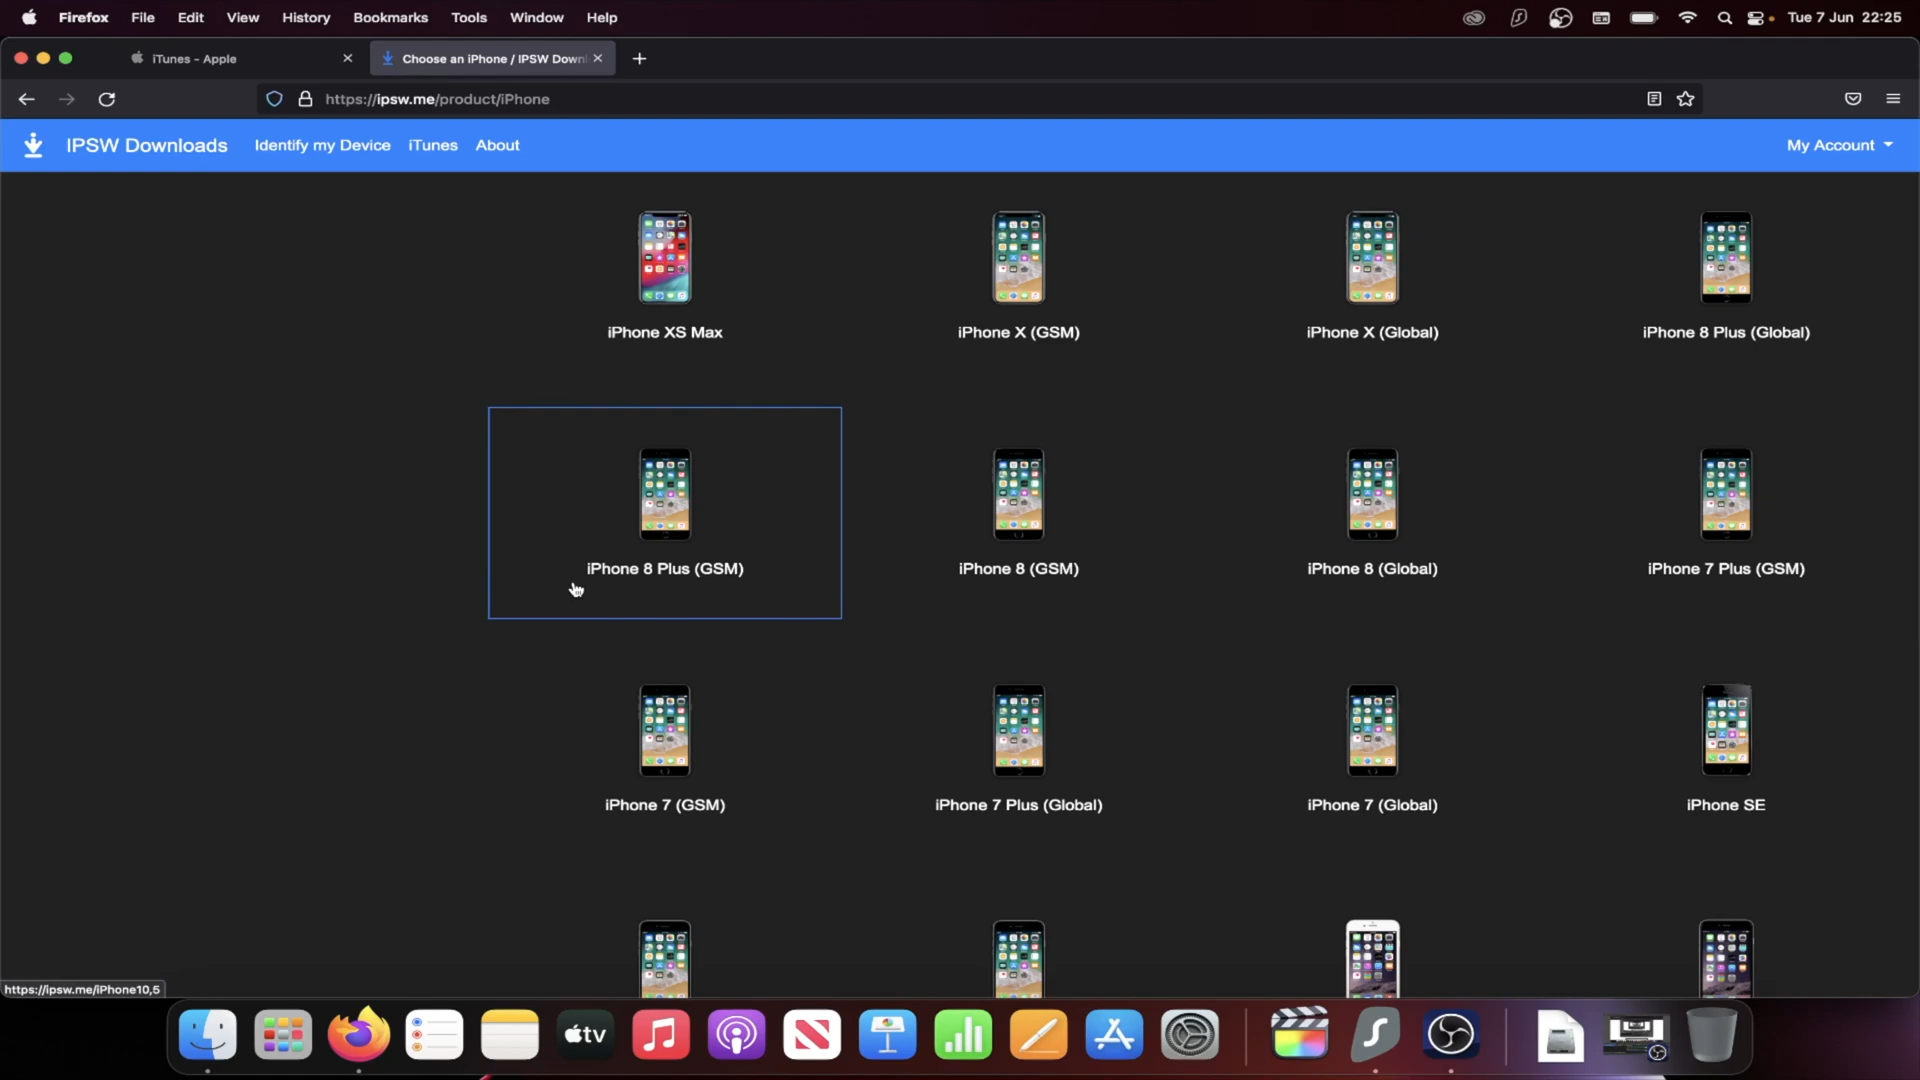 Firefox File Edit View History Bookmarks Tools Window Help Tue 7 Jun 22:25
iTunes - Apple
Choose an iPhone / IPSW Down
https://ipsw.me/product/iPhone
IPSW Downloads Identify my Device iTunes About My Account
iPhone XS Max iPhone X (GSM) iPhone X (Global) iPhone 8 Plus (Global)
iPhone 8 Plus (GSM) iPhone 8 (GSM) iPhone 8 (Global) iPhone 7 Plus (GSM)
iPhone 7 (GSM) iPhone 7 Plus (Global) iPhone 7 (Global) iPhone SE
https://ipsw.me/iPhone10,5
tv